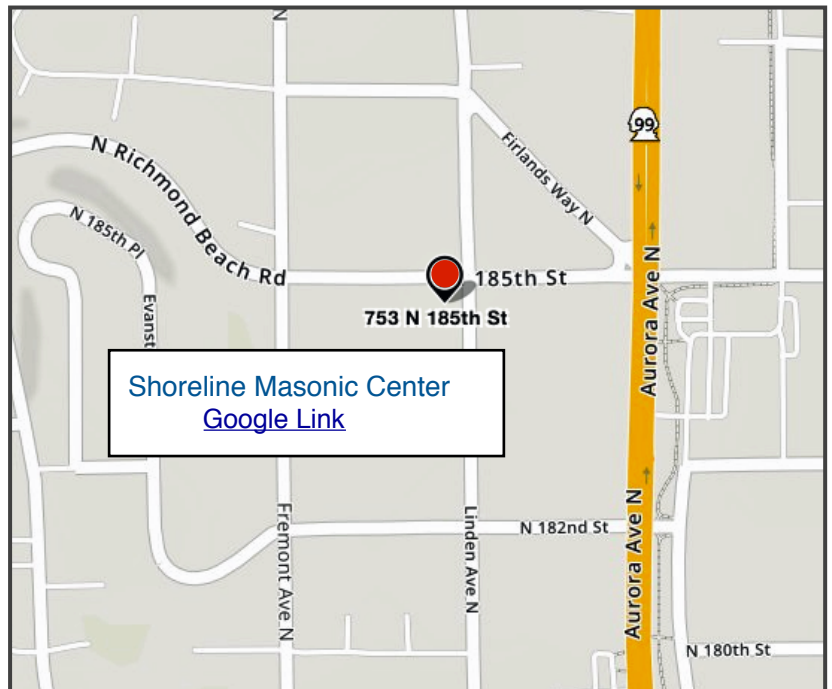 N
99
Firlands Way N
N Richmond Beach Rd
N 185th Pl
185th St
753 N 185th St
Evanst
Aurora Ave N
Shoreline Masonic Center
Google Link
Fremont Ave N
Linden Ave N
N 182nd St
Aurora Ave N
N 180th St